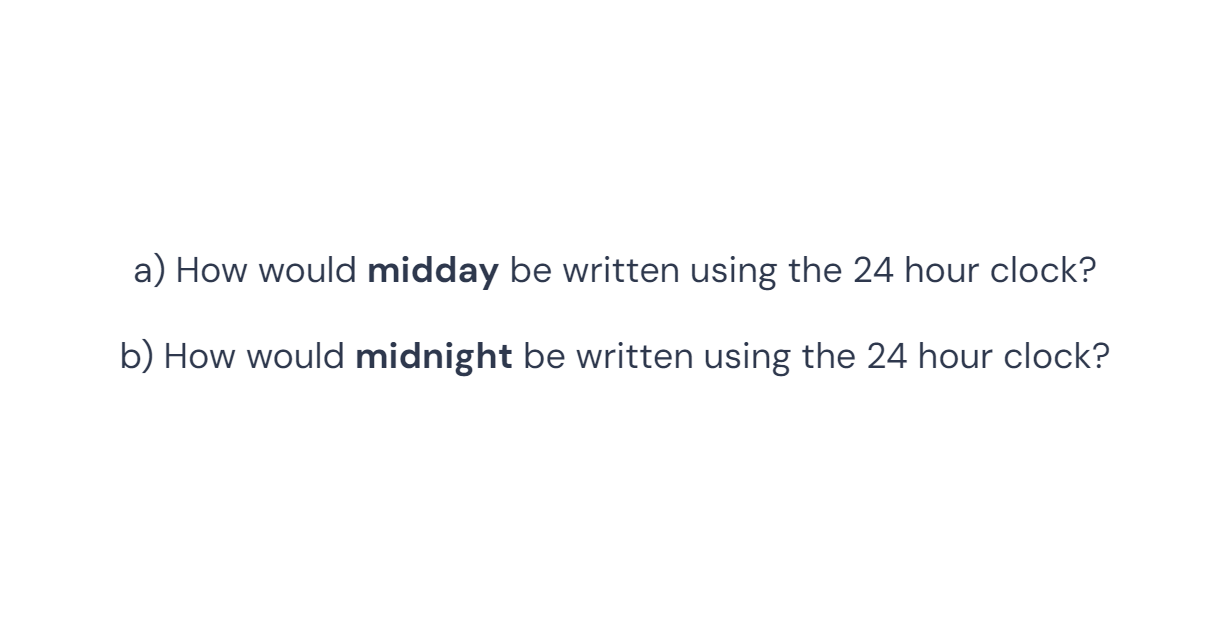 a) How would midday be written using the 24 hour clock?
b) How would midnight be written using the 24 hour clock?